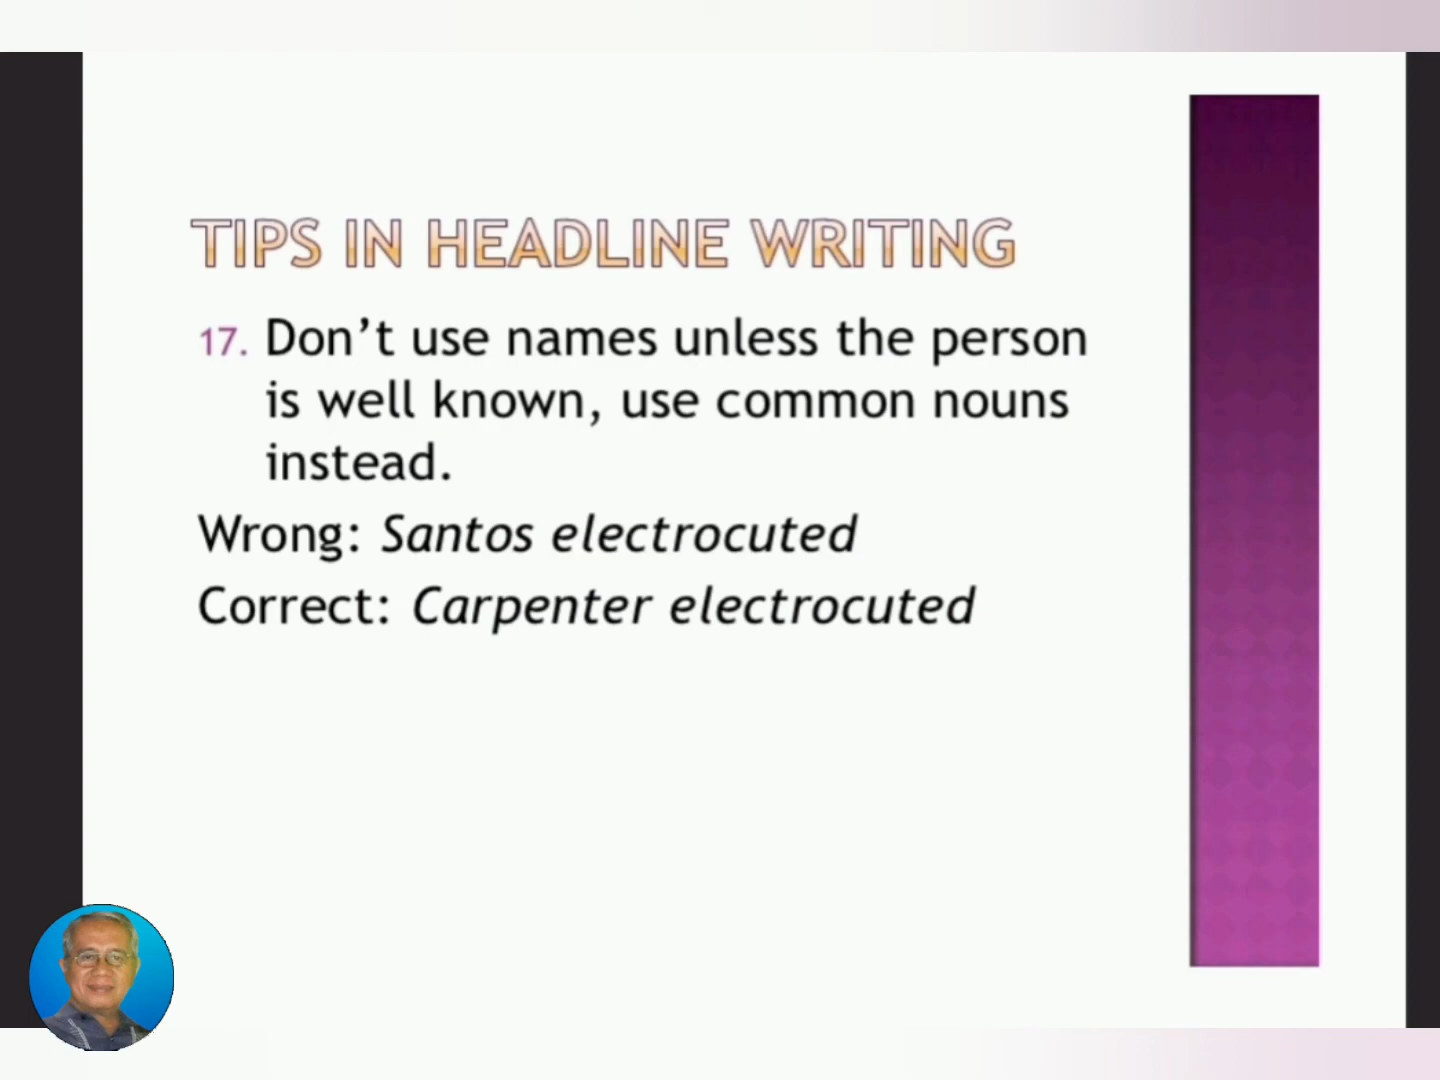 TIPS IN HEADLINE WRITING
17. Don’t use names unless the person
is well known, use common nouns
instead.
Wrong: Santos electrocuted
Correct: Carpenter electrocuted